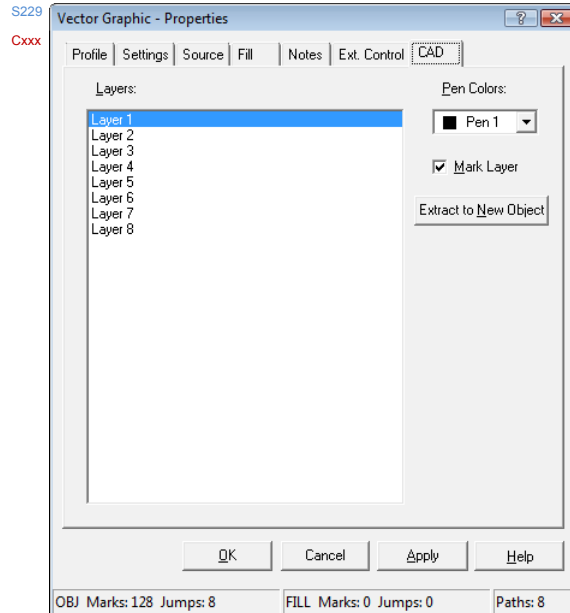 S229
Vector Graphic - Properties
Cxxx
Profile Settings Source Fill Notes Ext. Control CAD
Layers:
Pen Colors:
Layer 1
Layer 2
Layer 3
Layer 4
Layer 5
Layer 6
Layer 7
Layer 8
Pen 1
Mark Layer
Extract to New Object
OK Cancel Apply Help
OBJ Marks: 128 Jumps: 8 FILL Marks: 0 Jumps: 0 Paths: 8